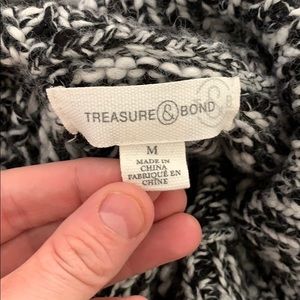 TREASURE & BOND
M
MADE IN
CHINA
FABRIQUÉ EN
CHINE